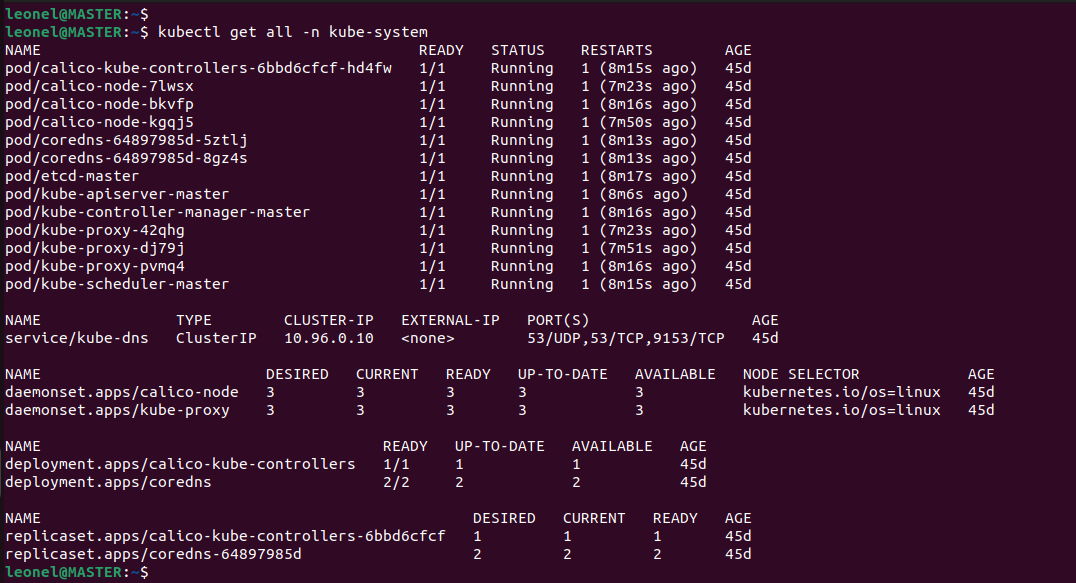 leonel@MASTER:~$
leonel@MASTER:~$ kubectl get all -n kube-system
NAME                                           READY   STATUS    RESTARTS        AGE
pod/calico-kube-controllers-6bbd6cfcf-hd4fw   1/1     Running   1 (8m15s ago)   45d
pod/calico-node-7lwsx                         1/1     Running   1 (7m23s ago)   45d
pod/calico-node-bkvfp                         1/1     Running   1 (8m16s ago)   45d
pod/calico-node-kgqj5                         1/1     Running   1 (7m50s ago)   45d
pod/coredns-64897985d-5ztlj                   1/1     Running   1 (8m13s ago)   45d
pod/coredns-64897985d-8gz4s                   1/1     Running   1 (8m13s ago)   45d
pod/etcd-master                               1/1     Running   1 (8m17s ago)   45d
pod/kube-apiserver-master                     1/1     Running   1 (8m6s ago)    45d
pod/kube-controller-manager-master            1/1     Running   1 (8m16s ago)   45d
pod/kube-proxy-42qhg                          1/1     Running   1 (7m23s ago)   45d
pod/kube-proxy-dj79j                          1/1     Running   1 (7m51s ago)   45d
pod/kube-proxy-pvmq4                          1/1     Running   1 (8m16s ago)   45d
pod/kube-scheduler-master                     1/1     Running   1 (8m15s ago)   45d

NAME               TYPE        CLUSTER-IP   EXTERNAL-IP   PORT(S)                  AGE
service/kube-dns   ClusterIP   10.96.0.10   <none>        53/UDP,53/TCP,9153/TCP   45d

NAME                         DESIRED   CURRENT   READY   UP-TO-DATE   AVAILABLE   NODE SELECTOR            AGE
daemonset.apps/calico-node   3         3         3       3            3           kubernetes.io/os=linux   45d
daemonset.apps/kube-proxy    3         3         3       3            3           kubernetes.io/os=linux   45d

NAME                                      READY   UP-TO-DATE   AVAILABLE   AGE
deployment.apps/calico-kube-controllers   1/1     1            1           45d
deployment.apps/coredns                   2/2     2            2           45d

NAME                                                DESIRED   CURRENT   READY   AGE
replicaset.apps/calico-kube-controllers-6bbd6cfcf   1         1         1       45d
replicaset.apps/coredns-64897985d                   2         2         2       45d
leonel@MASTER:~$